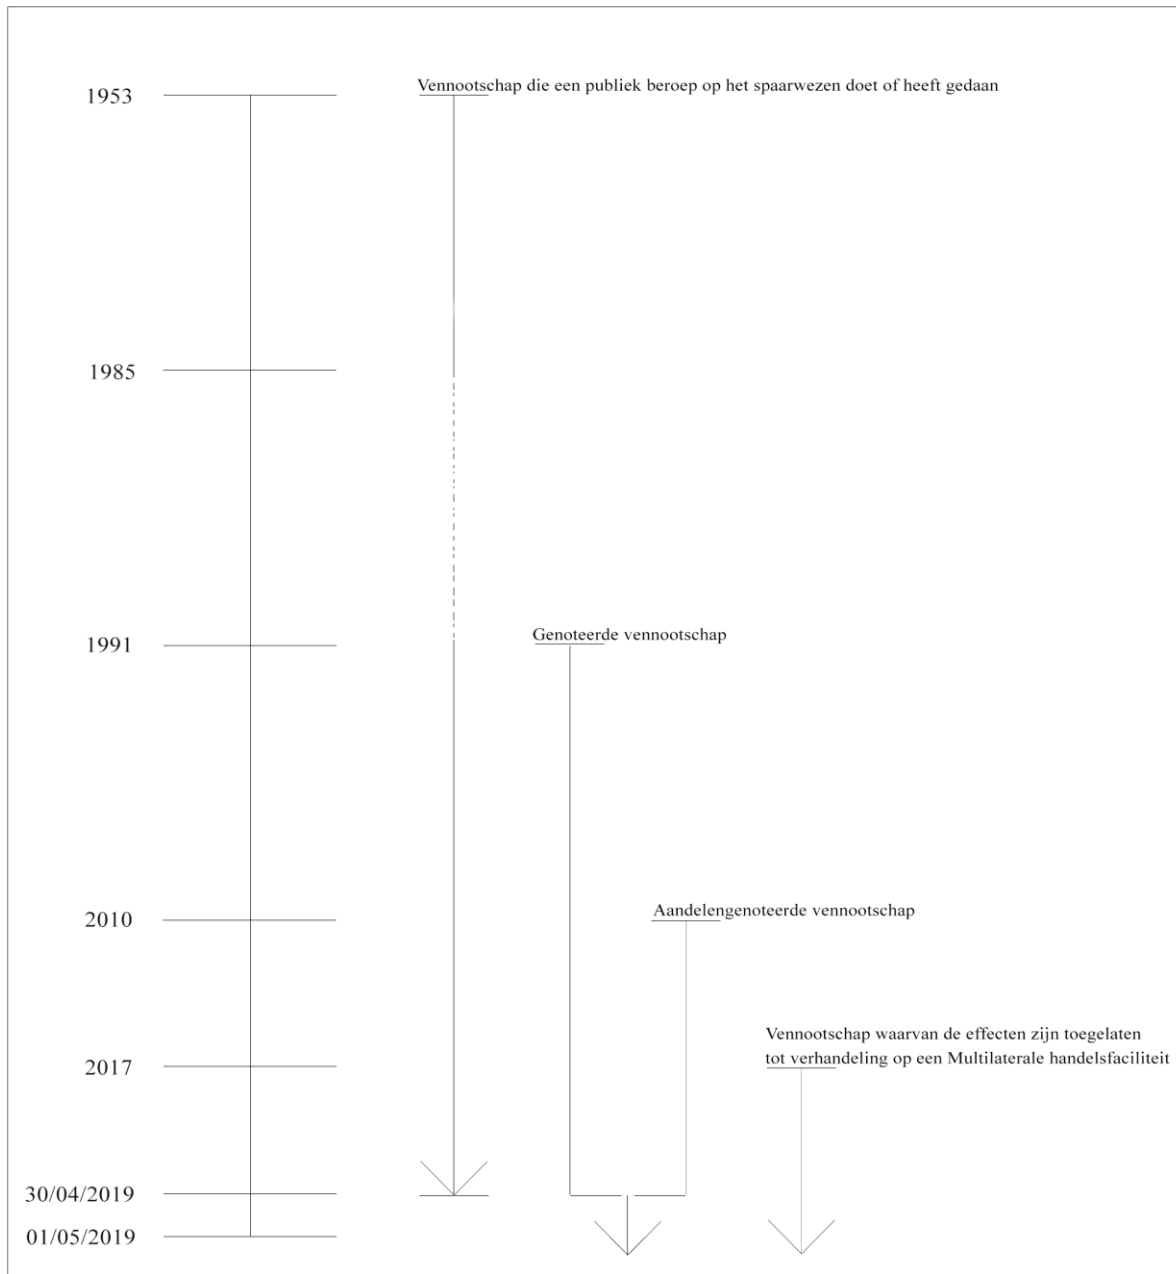 1953
Vennootschap die een publiek beroep op het spaarwezen doet of heeft gedaan
1985
1991
Genoteerde vennootschap
2010
Aandelengenoteerde vennootschap
Vennootschap waarvan de effecten zijn toegelaten
tot verhandeling op een Multilaterale handelsfaciliteit
2017
30/04/2019
01/05/2019